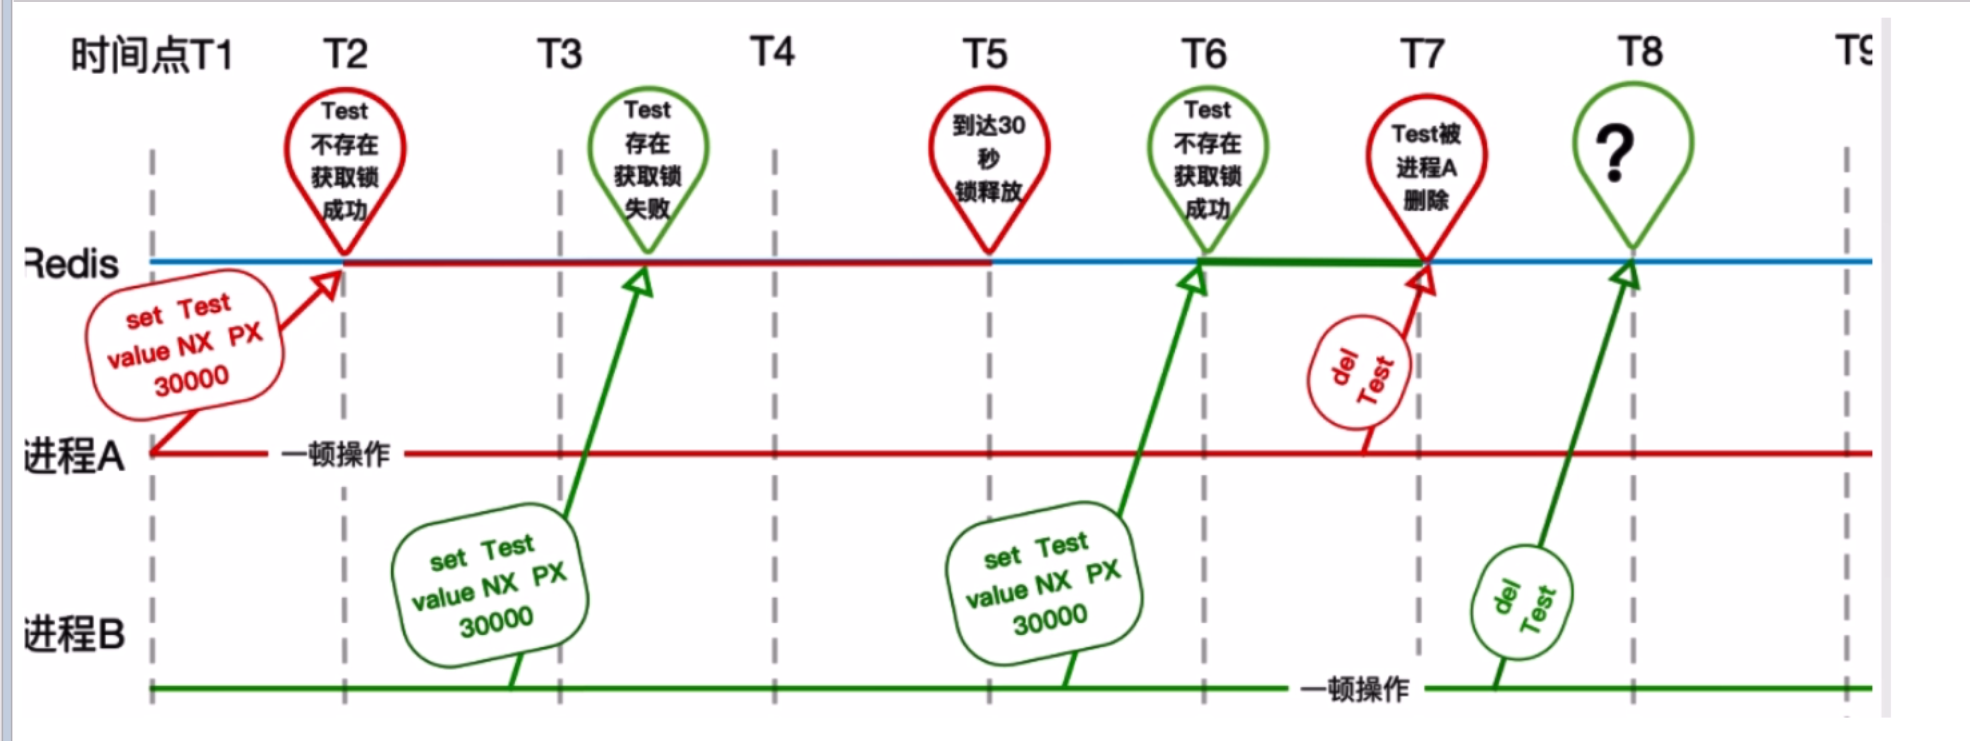 时间点T1 T2 T3 T4 T5 T6 T7 T8 T9
Test
不存在
获取锁
成功
Test
存在
获取锁
失败
到达30
秒
锁释放
Test
不存在
获取锁
成功
Test被
进程A
删除
?
Redis
set Test
value NX PX
30000
del
Test
进程A
一顿操作
set Test
value NX PX
30000
set Test
value NX PX
30000
del
Test
进程B
一顿操作